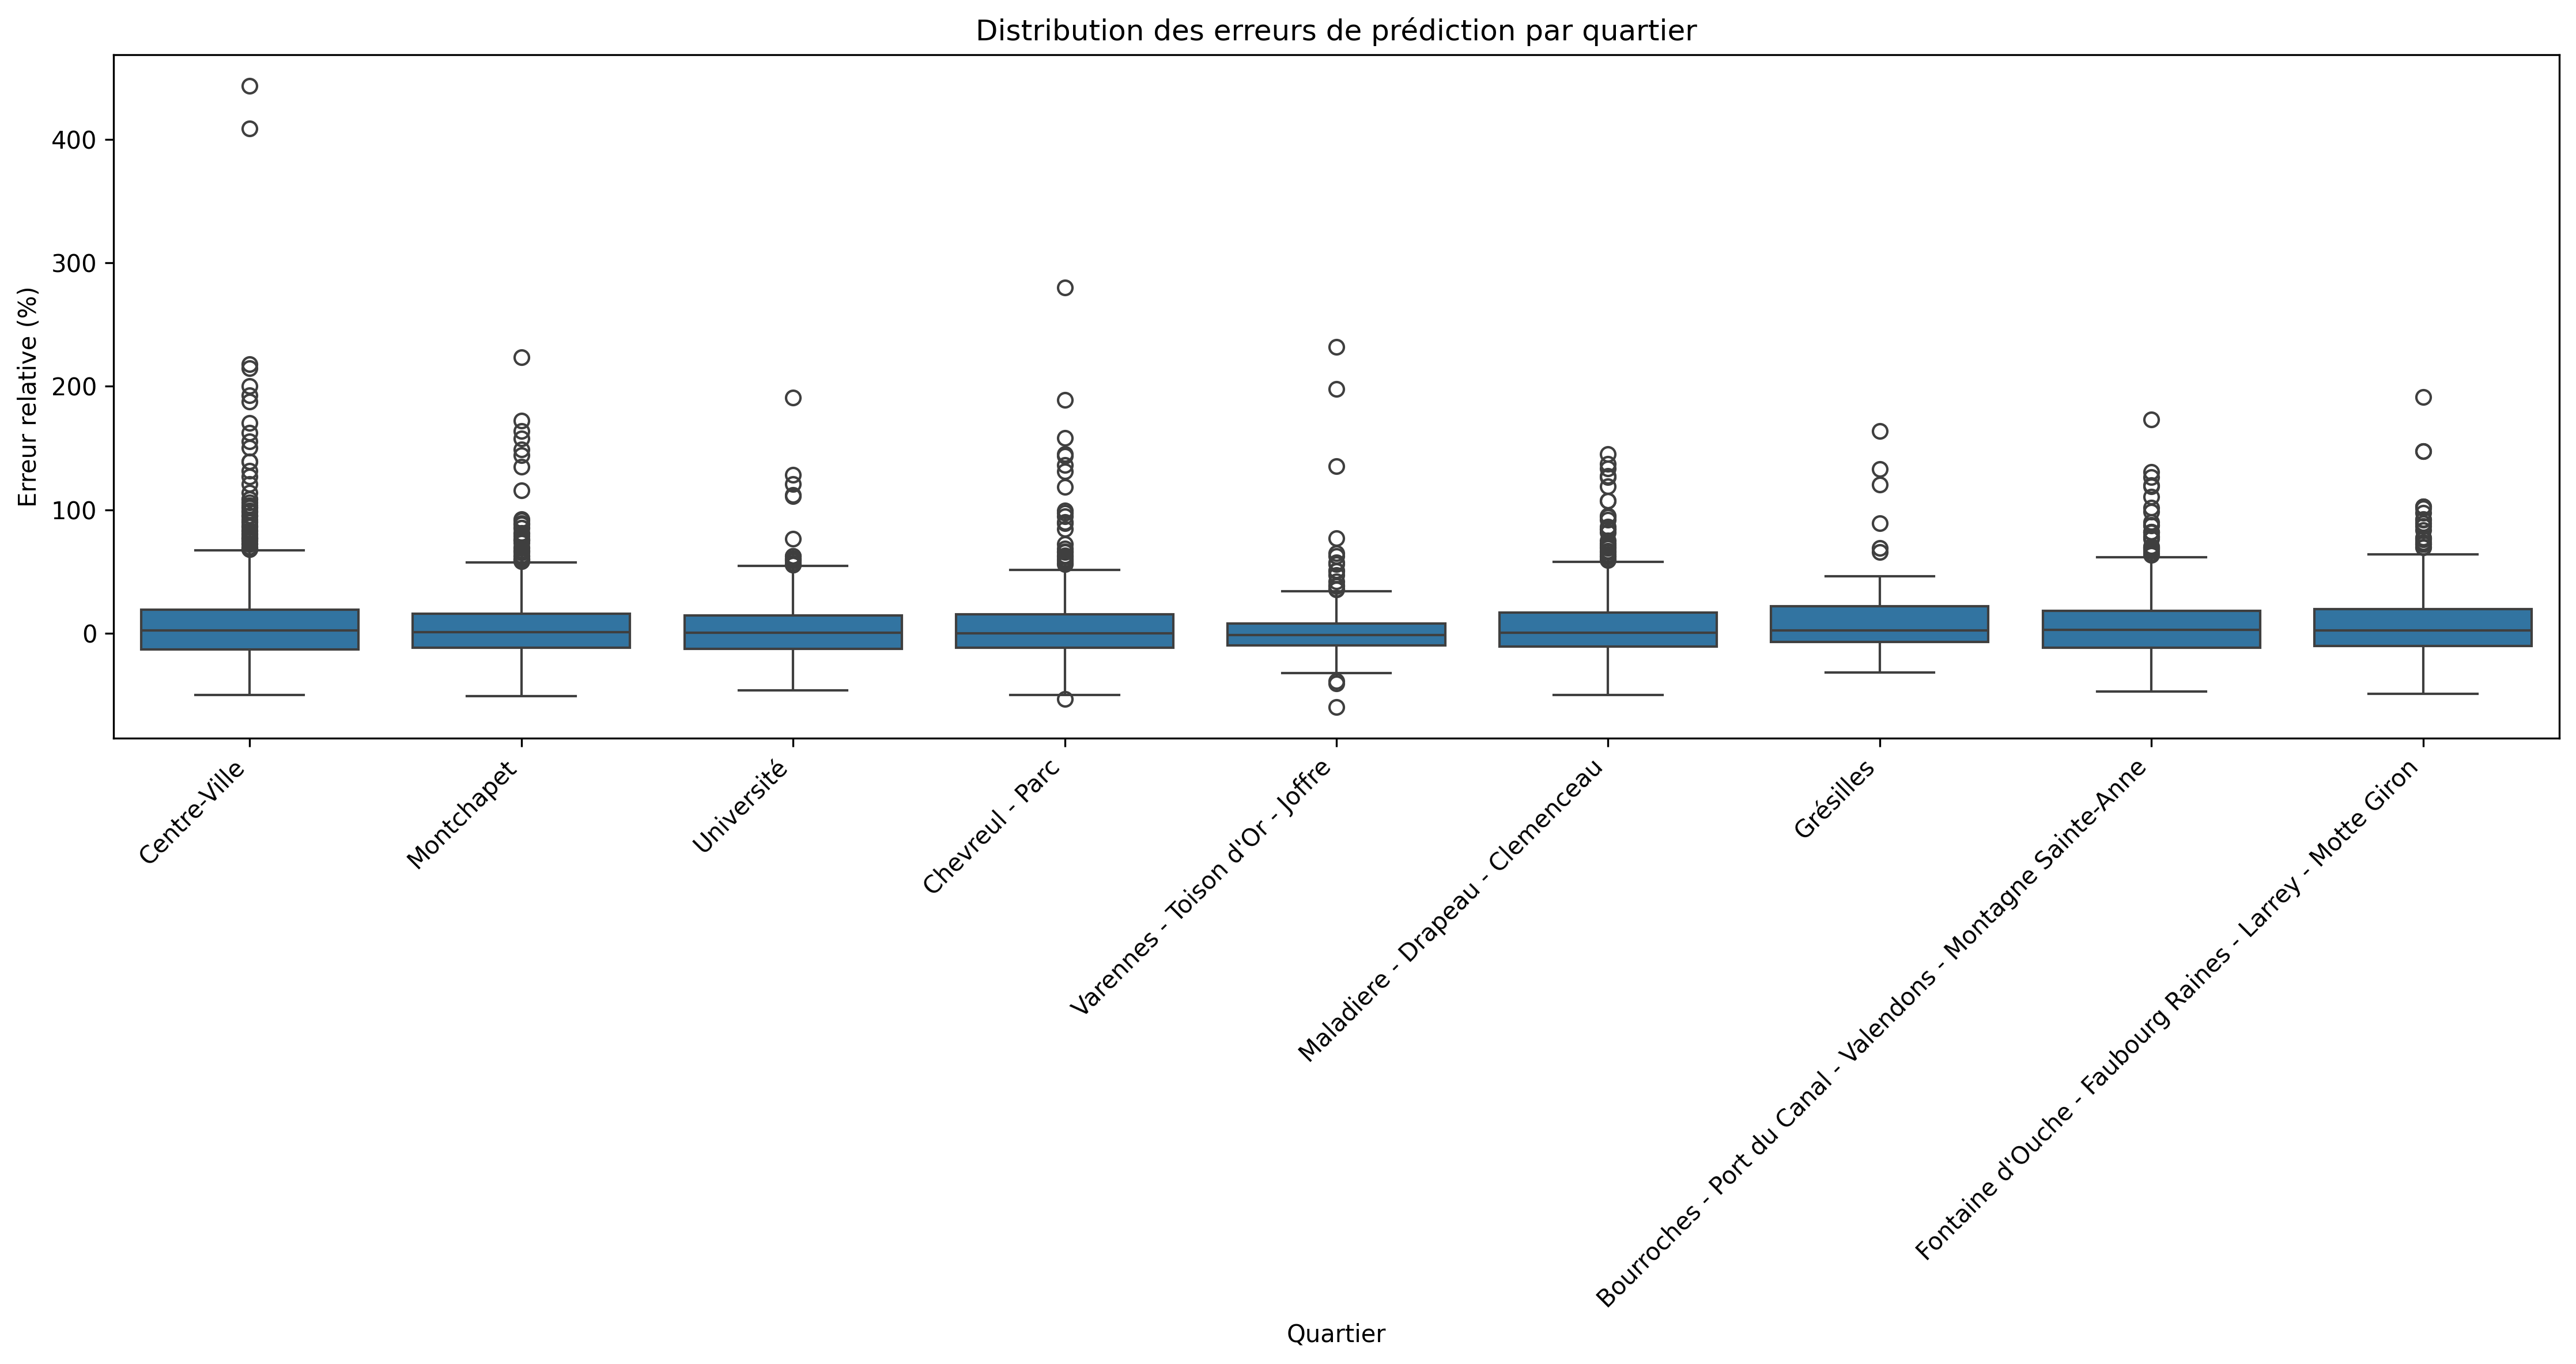 Distribution des erreurs de prédiction par quartier
Erreur relative (%)
400
300
200
100
0
Centre-Ville
Montchapet
Université
Chevreul - Parc
Varennes - Toison d'Or - Joffre
Maladiere - Drapeau - Clemenceau
Grésilles
Bourroches - Port du Canal - Valendons - Montagne Sainte-Anne
Fontaine d'Ouche - Faubourg Raines - Larrey - Motte Giron
Quartier